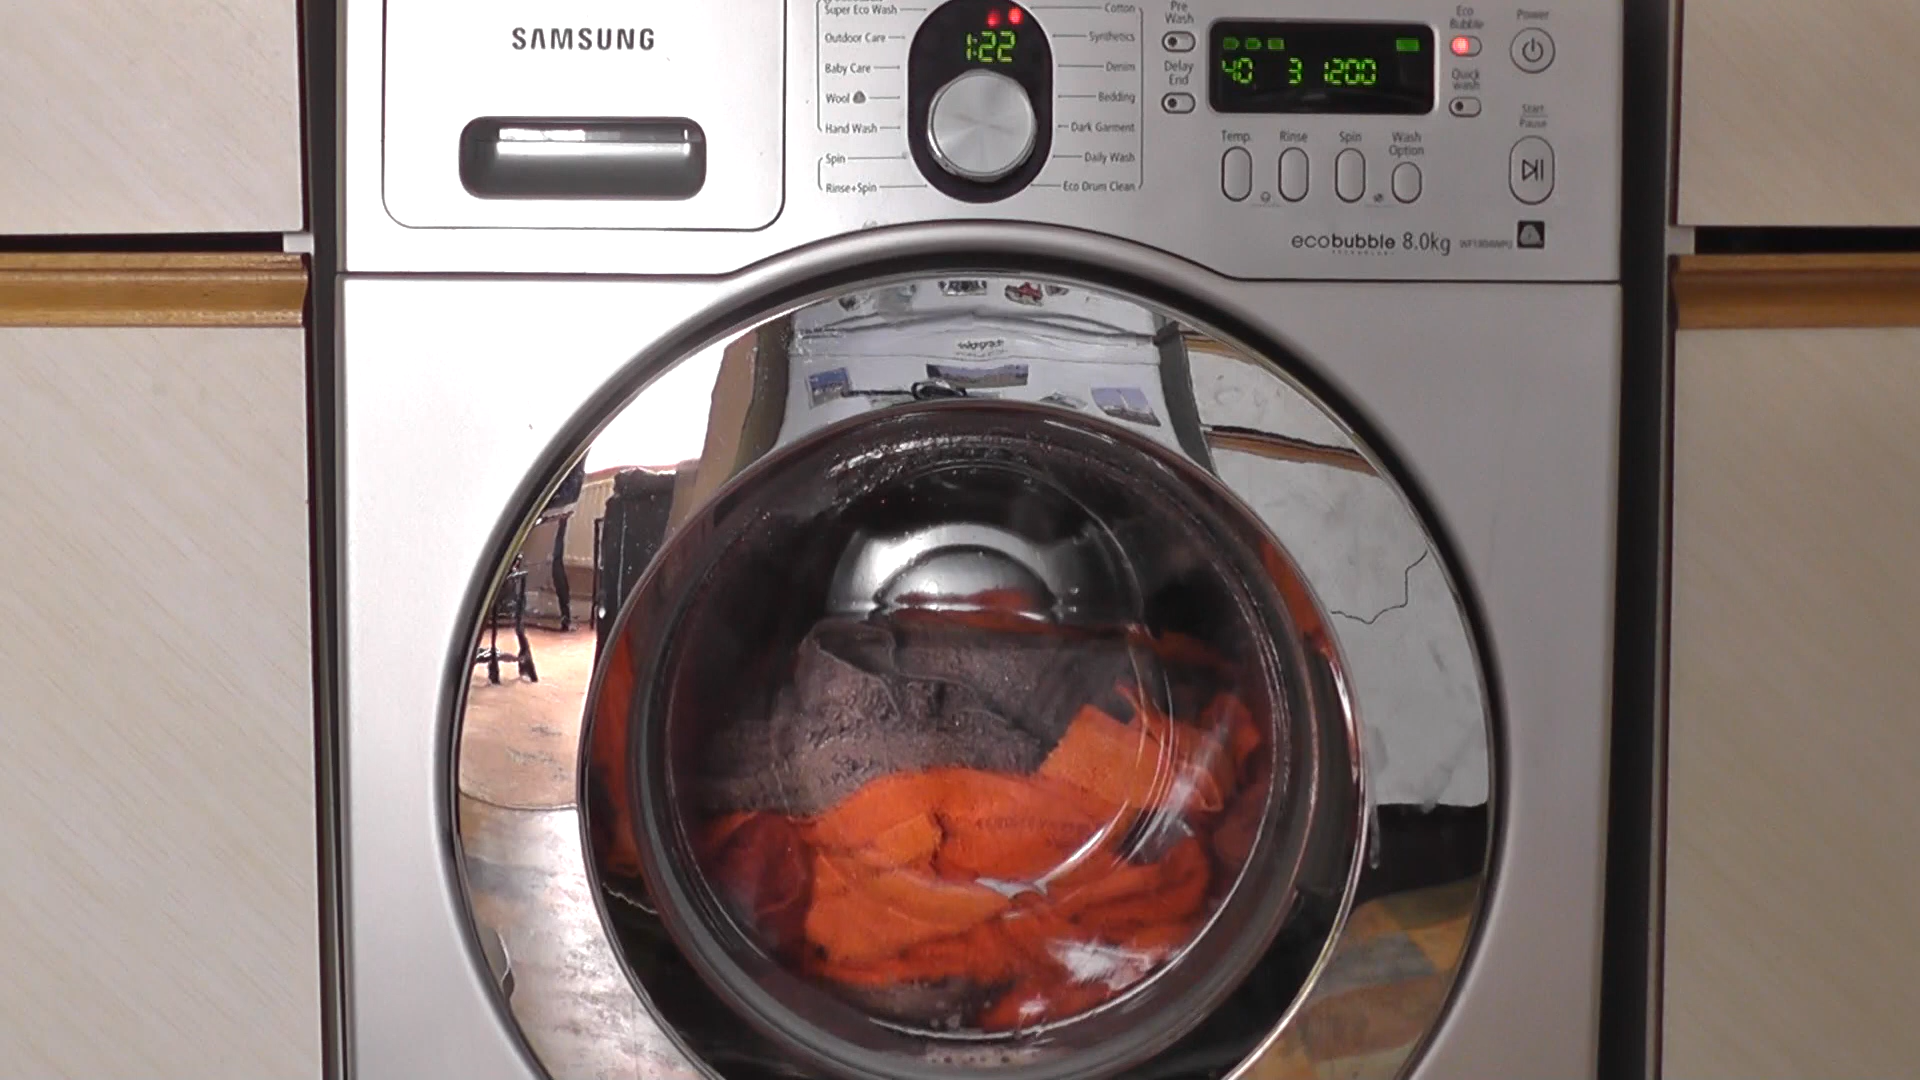 SAMSUNG
Super Eco Wash
Outdoor Care
Baby Care
Wool
Hand Wash
Spin
Rinse+Spin
1:22
Cotton
Synthetics
Denim
Bedding
Dark Garment
Daily Wash
Eco Drum Clean
Pre
Wash
Delay
End
40 3 1200
Eco
Bubble
Quick
wash
Power
Start
Pause
Temp.
Rinse
Spin
Wash
Option
ecobubble 8.0kg